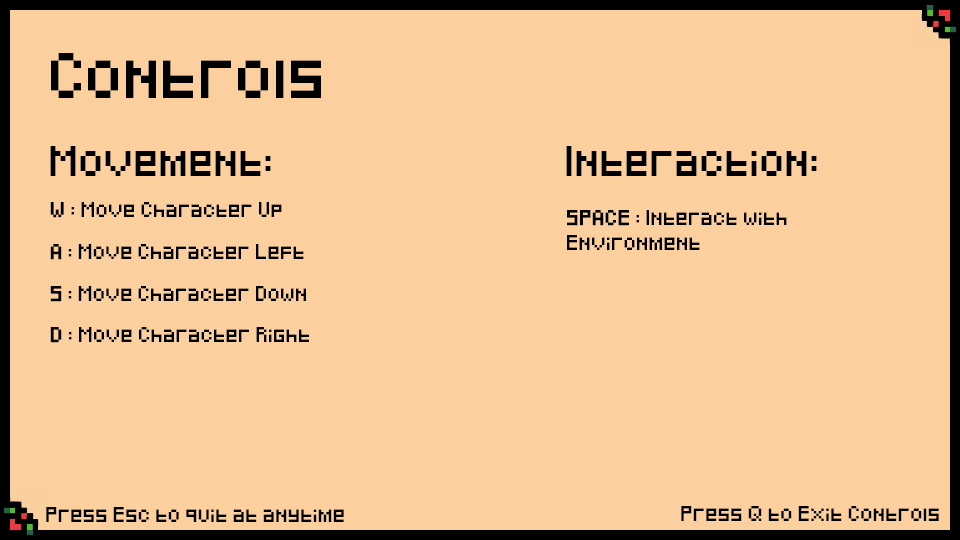 Controls
Movement:
W : Move Character Up
A : Move Character Left
S : Move Character Down
D : Move Character Right
Interaction:
SPACE : Interact with
Environment
Press Esc to quit at anytime
Press Q to Exit Controls